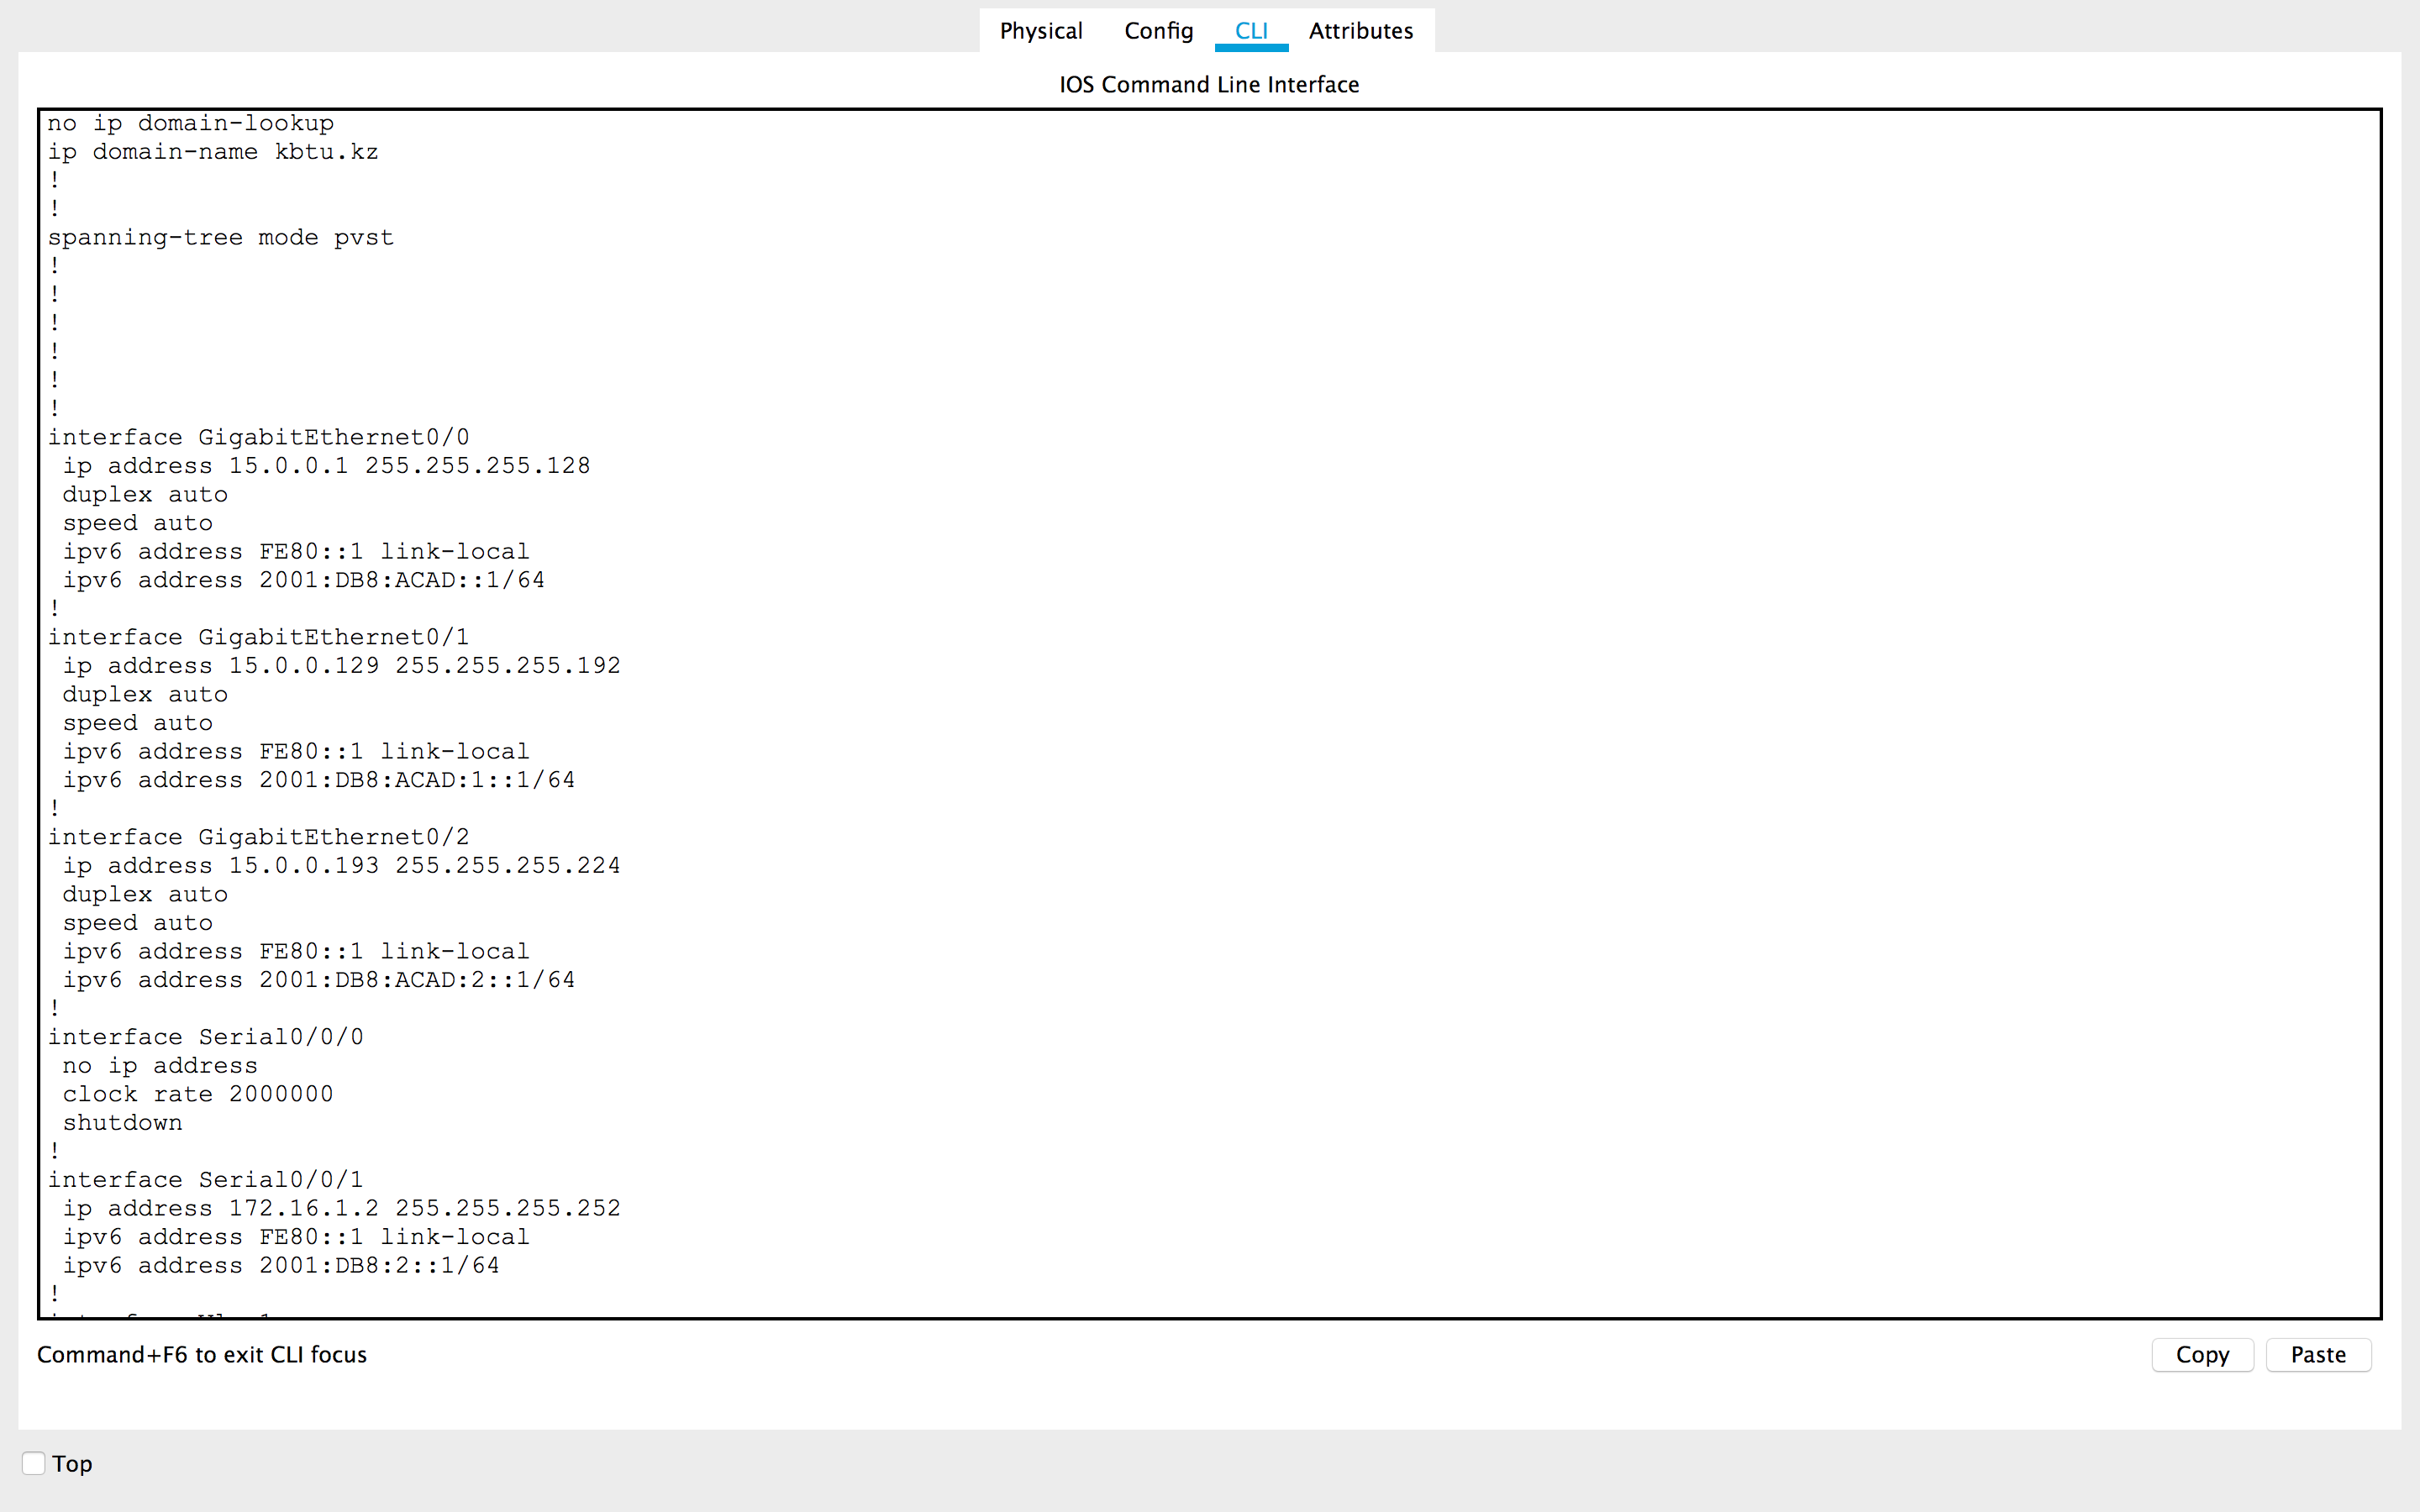 Physical Config CLI Attributes
IOS Command Line Interface
no ip domain-lookup
ip domain-name kbtu.kz
!
!
spanning-tree mode pvst
!
!
!
!
!
!
interface GigabitEthernet0/0
 ip address 15.0.0.1 255.255.255.128
 duplex auto
 speed auto
 ipv6 address FE80::1 link-local
 ipv6 address 2001:DB8:ACAD::1/64
!
interface GigabitEthernet0/1
 ip address 15.0.0.129 255.255.255.192
 duplex auto
 speed auto
 ipv6 address FE80::1 link-local
 ipv6 address 2001:DB8:ACAD:1::1/64
!
interface GigabitEthernet0/2
 ip address 15.0.0.193 255.255.255.224
 duplex auto
 speed auto
 ipv6 address FE80::1 link-local
 ipv6 address 2001:DB8:ACAD:2::1/64
!
interface Serial0/0/0
 no ip address
 clock rate 2000000
 shutdown
!
interface Serial0/0/1
 ip address 172.16.1.2 255.255.255.252
 ipv6 address FE80::1 link-local
 ipv6 address 2001:DB8:2::1/64
!
Command+F6 to exit CLI focus
Copy Paste
Top